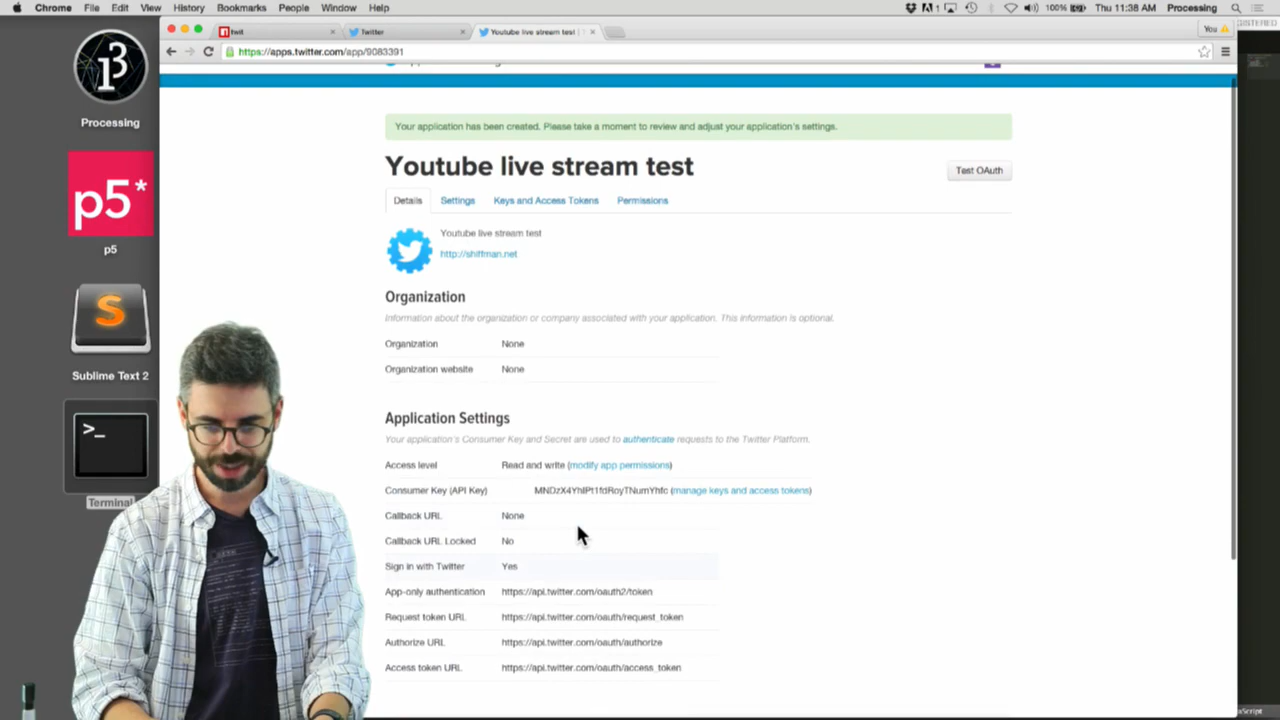 Chrome File Edit View History Bookmarks People Window Help
1 100% Thu 11:38 AM Processing
twit
Twitter
Youtube live stream test |
You
https://apps.twitter.com/app/9083391
Processing
p5*
p5
Sublime Text 2
>_
Terminal
Your application has been created. Please take a moment to review and adjust your application's settings.
Youtube live stream test
Test OAuth
Details Settings Keys and Access Tokens Permissions
Youtube live stream test
http://shiffman.net
Organization
Information about the organization or company associated with your application. This information is optional.
Organization None
Organization website None
Application Settings
Your application's Consumer Key and Secret are used to authenticate requests to the Twitter Platform.
Access level Read and write (modify app permissions)
Consumer Key (API Key) (manage keys and access tokens)
Callback URL None
Callback URL Locked No
Sign in with Twitter Yes
App-only authentication https://api.twitter.com/oauth2/token
Request token URL https://api.twitter.com/oauth/request_token
Authorize URL https://api.twitter.com/oauth/authorize
Access token URL https://api.twitter.com/oauth/access_token